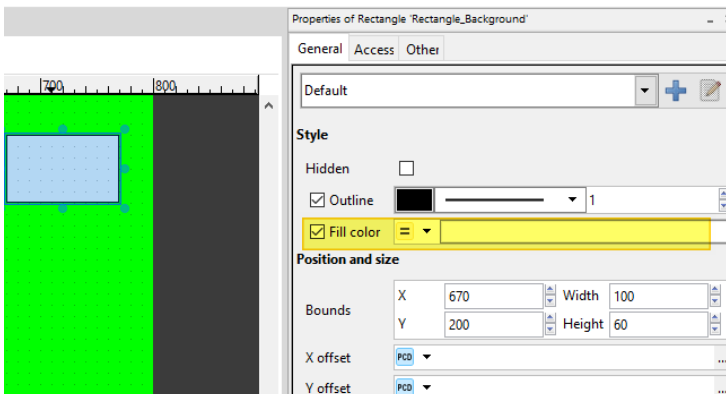 Properties of Rectangle 'Rectangle_Background'
General Access Other
700 800
Default
Style
Hidden
Outline 1
Fill color =
Position and size
Bounds X 670 Width 100
Y 200 Height 60
X offset PCD ...
Y offset PCD ...